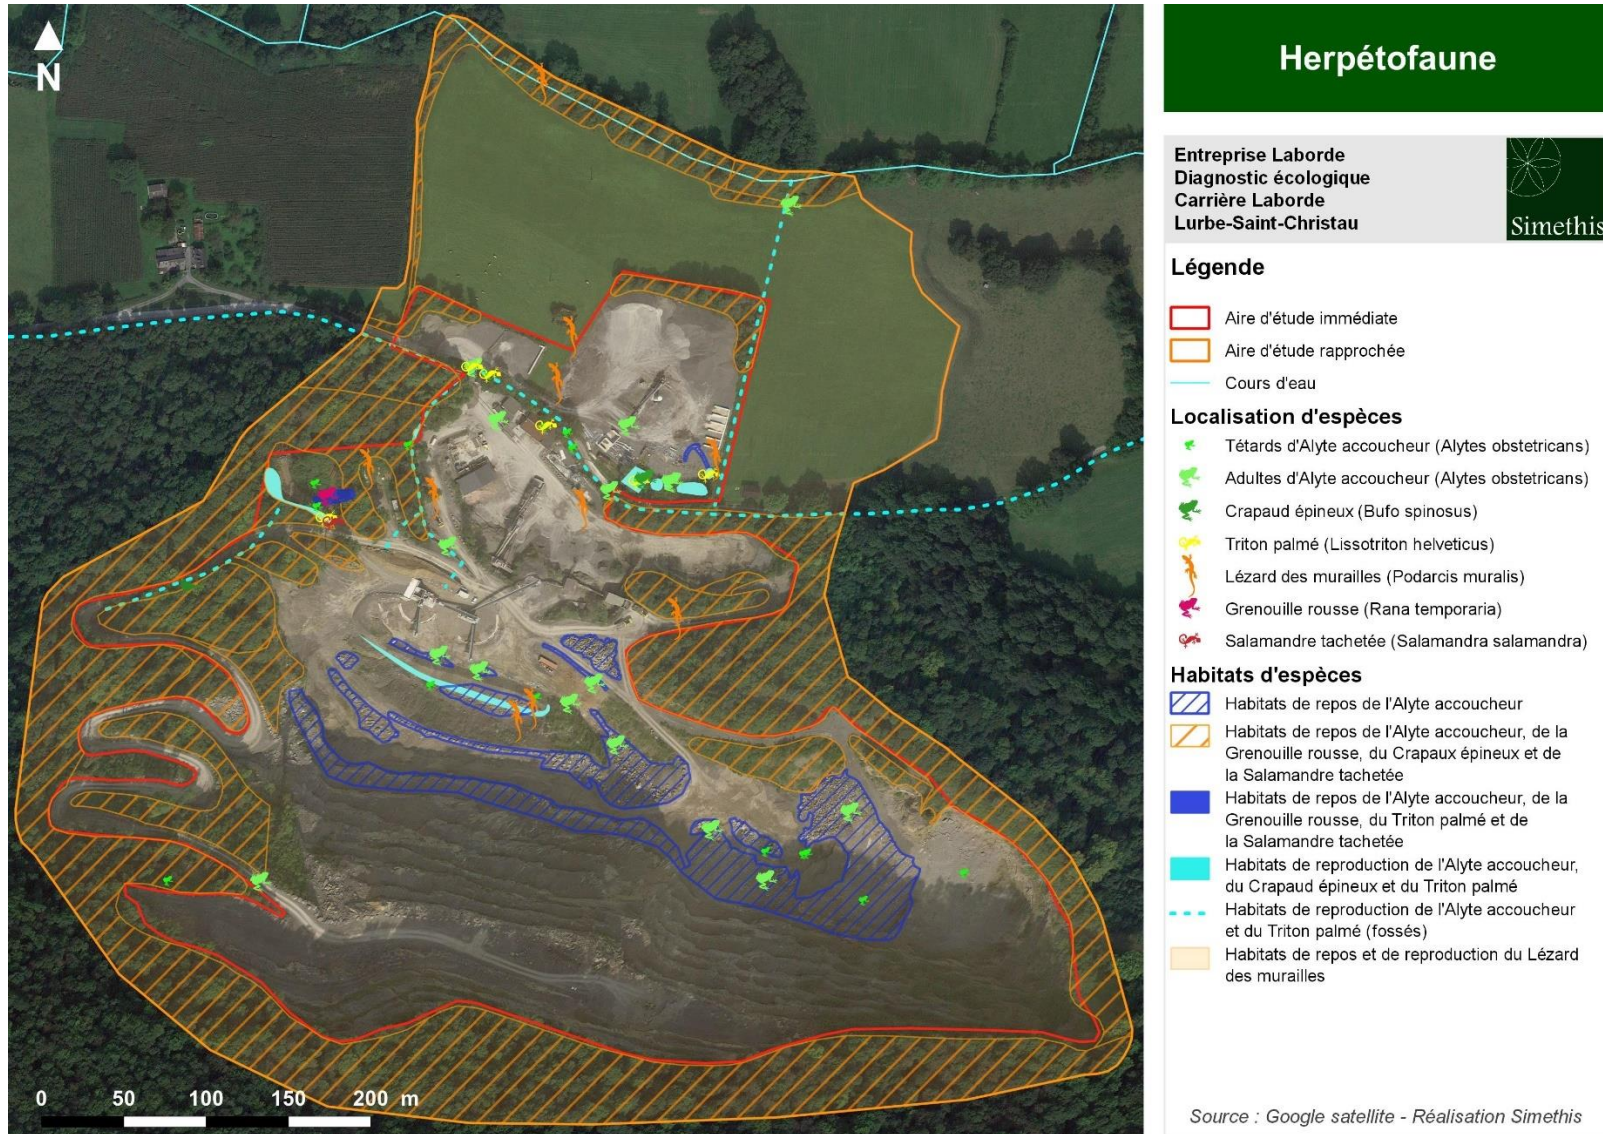 N
0 50 100 150 200 m
Herpétofaune
Entreprise Laborde
Diagnostic écologique
Carrière Laborde
Lurbe-Saint-Christau
Simethis
Légende
Aire d'étude immédiate
Aire d'étude rapprochée
Cours d'eau
Localisation d'espèces
Tétards d'Alyte accoucheur (Alytes obstetricans)
Adultes d'Alyte accoucheur (Alytes obstetricans)
Crapaud épineux (Bufo spinosus)
Triton palmé (Lissotriton helveticus)
Lézard des murailles (Podarcis muralis)
Grenouille rousse (Rana temporaria)
Salamandre tachetée (Salamandra salamandra)
Habitats d'espèces
Habitats de repos de l'Alyte accoucheur
Habitats de repos de l'Alyte accoucheur, de la
Grenouille rousse, du Crapaux épineux et de
la Salamandre tachetée
Habitats de repos de l'Alyte accoucheur, de la
Grenouille rousse, du Triton palmé et de
la Salamandre tachetée
Habitats de reproduction de l'Alyte accoucheur,
du Crapaud épineux et du Triton palmé
Habitats de reproduction de l'Alyte accoucheur
et du Triton palmé (fossés)
Habitats de repos et de reproduction du Lézard
des murailles
Source : Google satellite - Réalisation Simethis